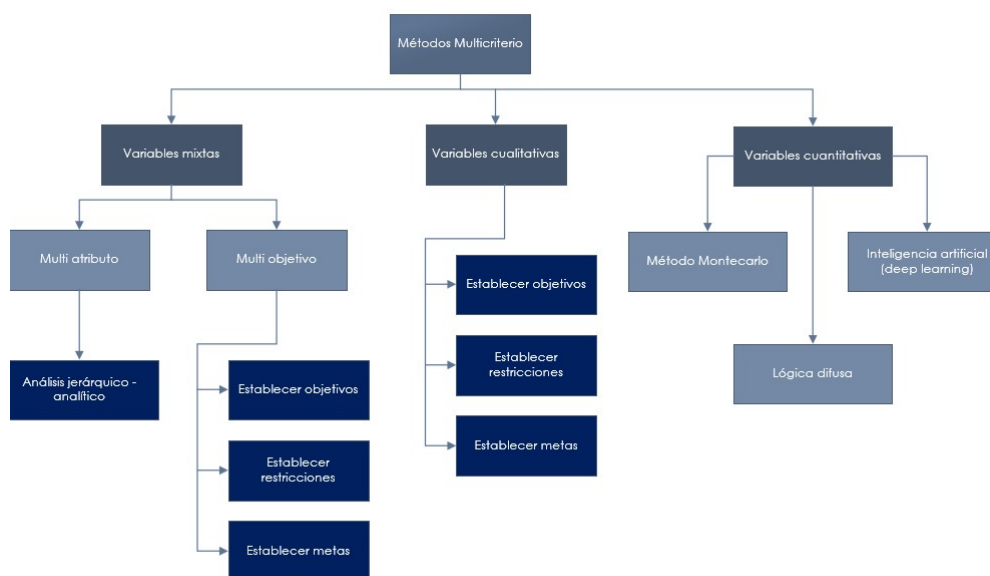 Métodos Multicriterio
Variables mixtas
Variables cualitativas
Variables cuantitativas
Multi atributo
Multi objetivo
Método Montecarlo
Inteligencia artificial
(deep learning)
Establecer objetivos
Establecer
restricciones
Establecer metas
Lógica difusa
Análisis jerárquico -
analítico
Establecer objetivos
Establecer
restricciones
Establecer metas